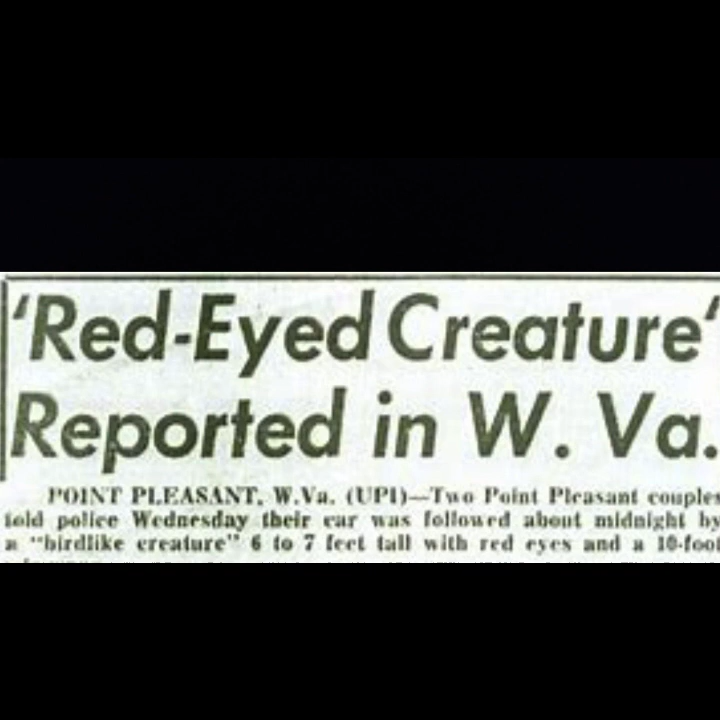 'Red-Eyed Creature'
Reported in W. Va.
POINT PLEASANT, W.Va. (UPI)—Two Point Pleasant couples
told police Wednesday their car was followed about midnight by
a "birdlike creature" 6 to 7 feet tall with red eyes and a 10-foot